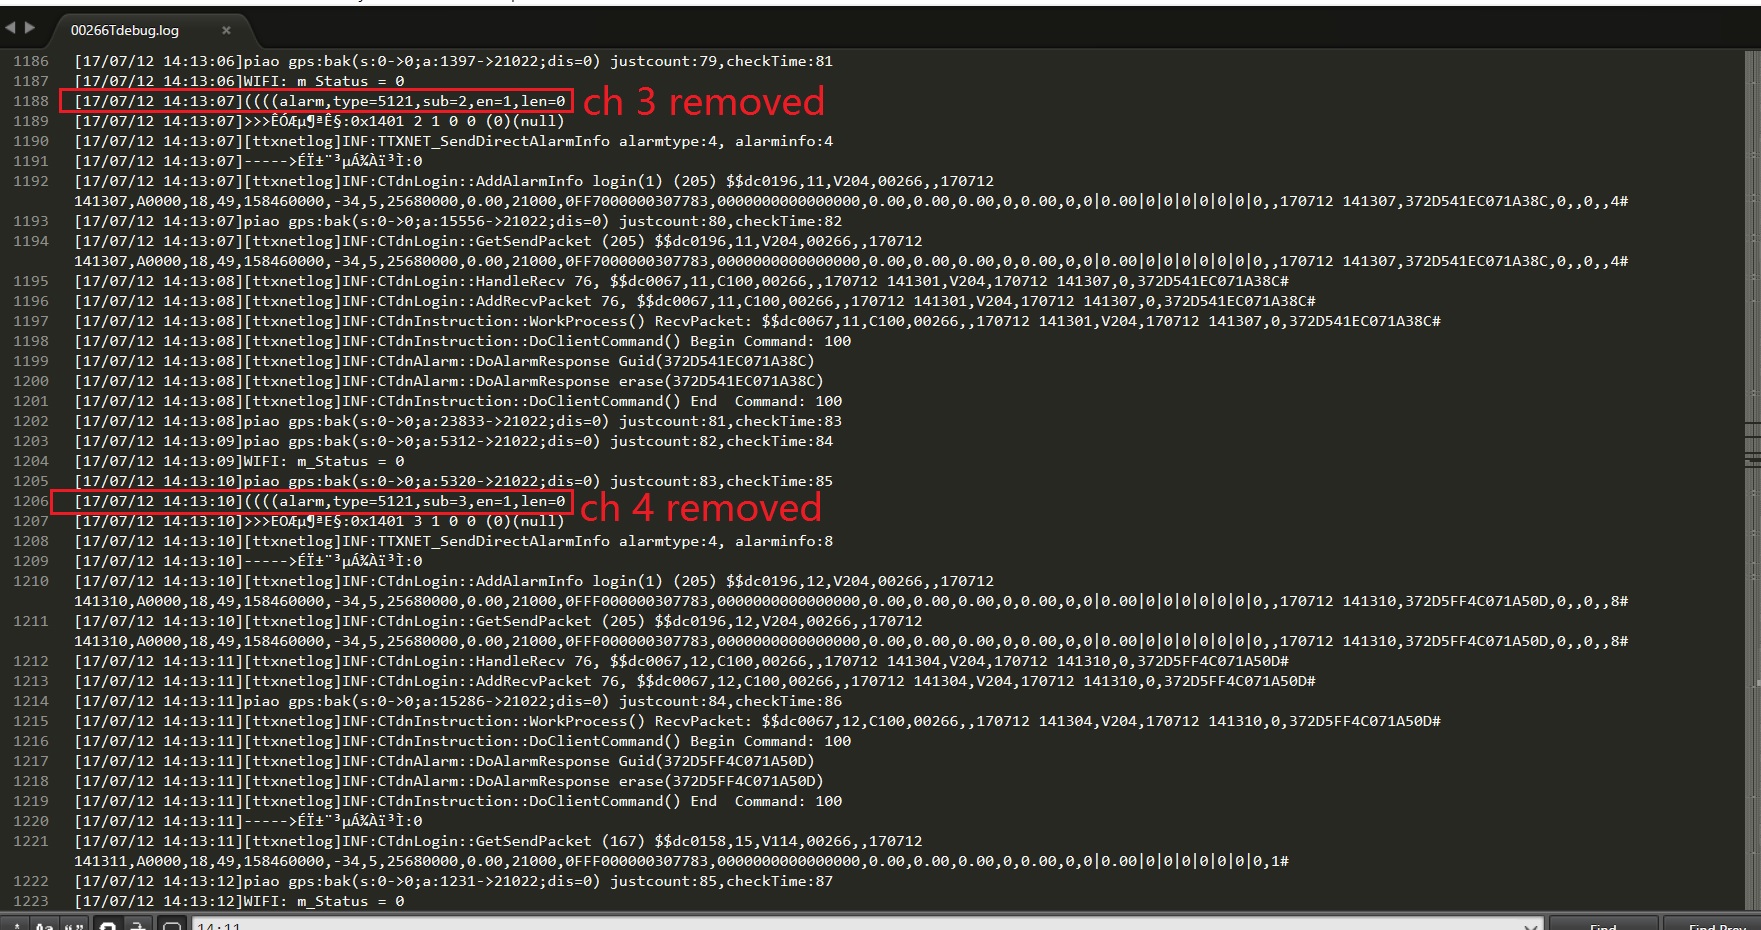 00266Tdebug.log ×
1186 [17/07/12 14:13:06]piao gps:bak(s:0->0;a:1397->21022;dis=0) justcount:79,checkTime:81
1187 [17/07/12 14:13:06]WIFI: m_Status = 0
1188 [17/07/12 14:13:07]((((alarm,type=5121,sub=2,en=1,len=0 ch 3 removed
1189 [17/07/12 14:13:07]>>>ÊÓÆµ¶ªÊ§:0x1401 2 1 0 0 (0)(null)
1190 [17/07/12 14:13:07][ttxnetlog]INF:TTXNET_SendDirectAlarmInfo alarmtype:4, alarminfo:4
1191 [17/07/12 14:13:07]----->ÉÏ±¨³µÁ¾Àï³Ì:0
1192 [17/07/12 14:13:07][ttxnetlog]INF:CTdnLogin::AddAlarmInfo login(1) (205) $$dc0196,11,V204,00266,,170712
141307,A0000,18,49,158460000,-34,5,25680000,0.00,21000,0FF7000000307783,0000000000000000,0.00,0.00,0.00,0,0.00,0,0|0.00|0|0|0|0|0|0|0,,170712 141307,372D541EC071A38C,0,,0,,4#
1193 [17/07/12 14:13:07]piao gps:bak(s:0->0;a:15556->21022;dis=0) justcount:80,checkTime:82
1194 [17/07/12 14:13:07][ttxnetlog]INF:CTdnLogin::GetSendPacket (205) $$dc0196,11,V204,00266,,170712
141307,A0000,18,49,158460000,-34,5,25680000,0.00,21000,0FF7000000307783,0000000000000000,0.00,0.00,0.00,0,0.00,0,0|0.00|0|0|0|0|0|0|0,,170712 141307,372D541EC071A38C,0,,0,,4#
1195 [17/07/12 14:13:08][ttxnetlog]INF:CTdnLogin::HandleRecv 76, $$dc0067,11,C100,00266,,170712 141301,V204,170712 141307,0,372D541EC071A38C#
1196 [17/07/12 14:13:08][ttxnetlog]INF:CTdnLogin::AddRecvPacket 76, $$dc0067,11,C100,00266,,170712 141301,V204,170712 141307,0,372D541EC071A38C#
1197 [17/07/12 14:13:08][ttxnetlog]INF:CTdnInstruction::WorkProcess() RecvPacket: $$dc0067,11,C100,00266,,170712 141301,V204,170712 141307,0,372D541EC071A38C#
1198 [17/07/12 14:13:08][ttxnetlog]INF:CTdnInstruction::DoClientCommand() Begin Command: 100
1199 [17/07/12 14:13:08][ttxnetlog]INF:CTdnAlarm::DoAlarmResponse Guid(372D541EC071A38C)
1200 [17/07/12 14:13:08][ttxnetlog]INF:CTdnAlarm::DoAlarmResponse erase(372D541EC071A38C)
1201 [17/07/12 14:13:08][ttxnetlog]INF:CTdnInstruction::DoClientCommand() End  Command: 100
1202 [17/07/12 14:13:08]piao gps:bak(s:0->0;a:23833->21022;dis=0) justcount:81,checkTime:83
1203 [17/07/12 14:13:09]piao gps:bak(s:0->0;a:5312->21022;dis=0) justcount:82,checkTime:84
1204 [17/07/12 14:13:09]WIFI: m_Status = 0
1205 [17/07/12 14:13:10]piao gps:bak(s:0->0;a:5320->21022;dis=0) justcount:83,checkTime:85
1206 [17/07/12 14:13:10]((((alarm,type=5121,sub=3,en=1,len=0 ch 4 removed
1207 [17/07/12 14:13:10]>>>ÊÓÆµ¶ªÊ§:0x1401 3 1 0 0 (0)(null)
1208 [17/07/12 14:13:10][ttxnetlog]INF:TTXNET_SendDirectAlarmInfo alarmtype:4, alarminfo:8
1209 [17/07/12 14:13:10]----->ÉÏ±¨³µÁ¾Àï³Ì:0
1210 [17/07/12 14:13:10][ttxnetlog]INF:CTdnLogin::AddAlarmInfo login(1) (205) $$dc0196,12,V204,00266,,170712
141310,A0000,18,49,158460000,-34,5,25680000,0.00,21000,0FFF000000307783,0000000000000000,0.00,0.00,0.00,0,0.00,0,0|0.00|0|0|0|0|0|0|0,,170712 141310,372D5FF4C071A50D,0,,0,,8#
1211 [17/07/12 14:13:10][ttxnetlog]INF:CTdnLogin::GetSendPacket (205) $$dc0196,12,V204,00266,,170712
141310,A0000,18,49,158460000,-34,5,25680000,0.00,21000,0FFF000000307783,0000000000000000,0.00,0.00,0.00,0,0.00,0,0|0.00|0|0|0|0|0|0|0,,170712 141310,372D5FF4C071A50D,0,,0,,8#
1212 [17/07/12 14:13:11][ttxnetlog]INF:CTdnLogin::HandleRecv 76, $$dc0067,12,C100,00266,,170712 141304,V204,170712 141310,0,372D5FF4C071A50D#
1213 [17/07/12 14:13:11][ttxnetlog]INF:CTdnLogin::AddRecvPacket 76, $$dc0067,12,C100,00266,,170712 141304,V204,170712 141310,0,372D5FF4C071A50D#
1214 [17/07/12 14:13:11]piao gps:bak(s:0->0;a:15286->21022;dis=0) justcount:84,checkTime:86
1215 [17/07/12 14:13:11][ttxnetlog]INF:CTdnInstruction::WorkProcess() RecvPacket: $$dc0067,12,C100,00266,,170712 141304,V204,170712 141310,0,372D5FF4C071A50D#
1216 [17/07/12 14:13:11][ttxnetlog]INF:CTdnInstruction::DoClientCommand() Begin Command: 100
1217 [17/07/12 14:13:11][ttxnetlog]INF:CTdnAlarm::DoAlarmResponse Guid(372D5FF4C071A50D)
1218 [17/07/12 14:13:11][ttxnetlog]INF:CTdnAlarm::DoAlarmResponse erase(372D5FF4C071A50D)
1219 [17/07/12 14:13:11][ttxnetlog]INF:CTdnInstruction::DoClientCommand() End  Command: 100
1220 [17/07/12 14:13:11]----->ÉÏ±¨³µÁ¾Àï³Ì:0
1221 [17/07/12 14:13:11][ttxnetlog]INF:CTdnLogin::GetSendPacket (167) $$dc0158,15,V114,00266,,170712
141311,A0000,18,49,158460000,-34,5,25680000,0.00,21000,0FFF000000307783,0000000000000000,0.00,0.00,0.00,0,0.00,0,0|0.00|0|0|0|0|0|0|0,1#
1222 [17/07/12 14:13:12]piao gps:bak(s:0->0;a:1231->21022;dis=0) justcount:85,checkTime:87
1223 [17/07/12 14:13:12]WIFI: m_Status = 0
14:11 Find Find Prev